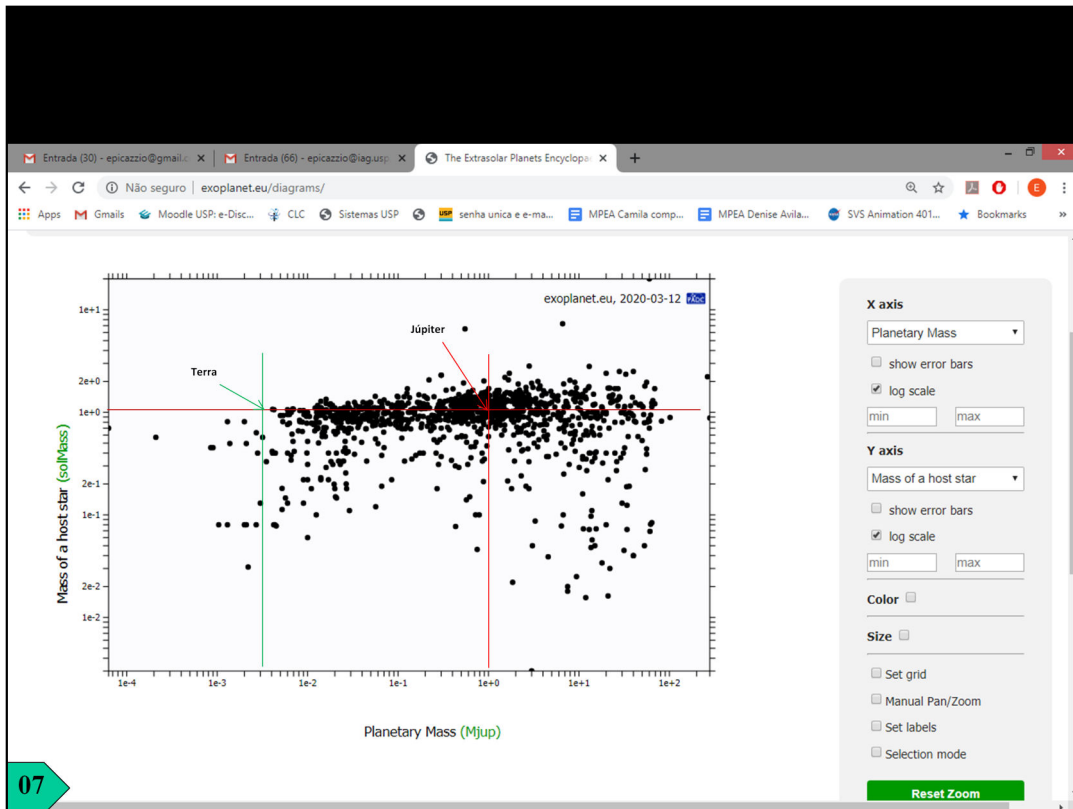 Entrada (30) - epicazzio@gmail.c
Entrada (66) - epicazzio@iag.usp
The Extrasolar Planets Encyclopa
Não seguro | exoplanet.eu/diagrams/
E
Apps Gmails Moodle USP: e-Disc... CLC Sistemas USP USP senha unica e e-ma... MPEA Camila comp... MPEA Denise Avila... SVS Animation 401... Bookmarks »
exoplanet.eu, 2020-03-12
Júpiter
Terra
Mass of a host star (solMass)
1e+1
2e+0
1e+0
2e-1
1e-1
2e-2
1e-2
1e-4 1e-3 1e-2 1e-1 1e+0 1e+1 1e+2
Planetary Mass (Mjup)
X axis
Planetary Mass
show error bars
log scale
min max
Y axis
Mass of a host star
show error bars
log scale
min max
Color
Size
Set grid
Manual Pan/Zoom
Set labels
Selection mode
Reset Zoom
07